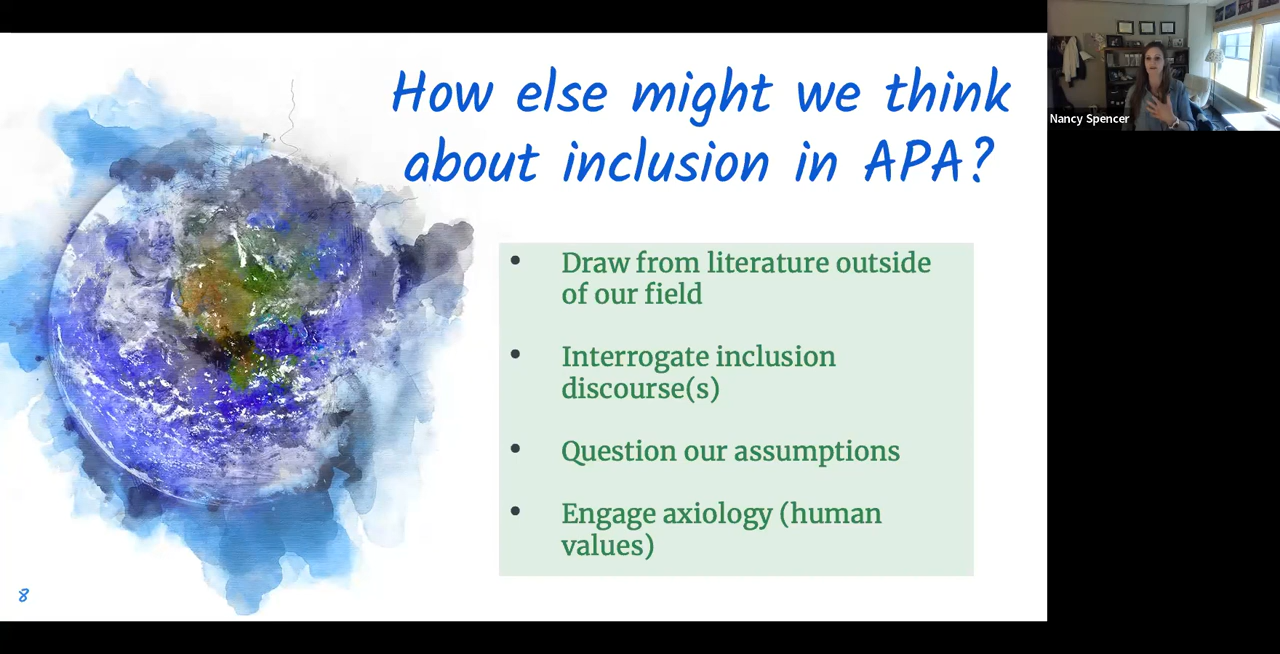 How else might we think
about inclusion in APA?
Nancy Spencer
• Draw from literature outside
of our field
• Interrogate inclusion
discourse(s)
• Question our assumptions
• Engage axiology (human
values)
8